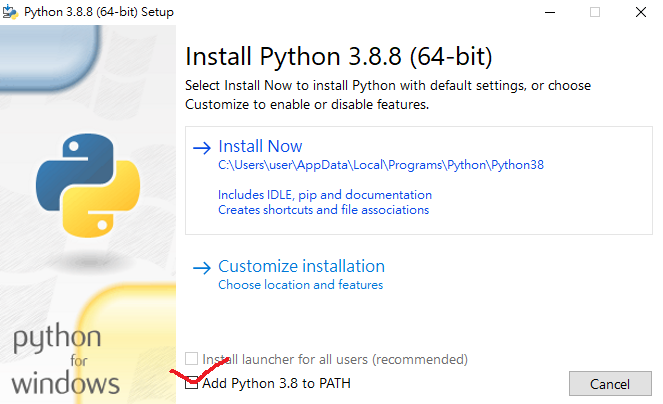 Python 3.8.8 (64-bit) Setup
Install Python 3.8.8 (64-bit)
Select Install Now to install Python with default settings, or choose
Customize to enable or disable features.
Install Now
C:\Users\user\AppData\Local\Programs\Python\Python38
Includes IDLE, pip and documentation
Creates shortcuts and file associations
Customize installation
Choose location and features
Install launcher for all users (recommended)
Add Python 3.8 to PATH
Cancel
python
for
windows